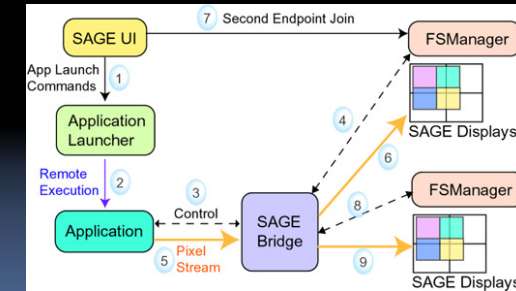 7 Second Endpoint Join
SAGE UI
FSManager
App Launch
Commands
1
Application
Launcher
4
SAGE Displays
6
Remote
Execution
2
3
Control
8
FSManager
Application
SAGE
Bridge
5
Pixel
Stream
9
SAGE Displays